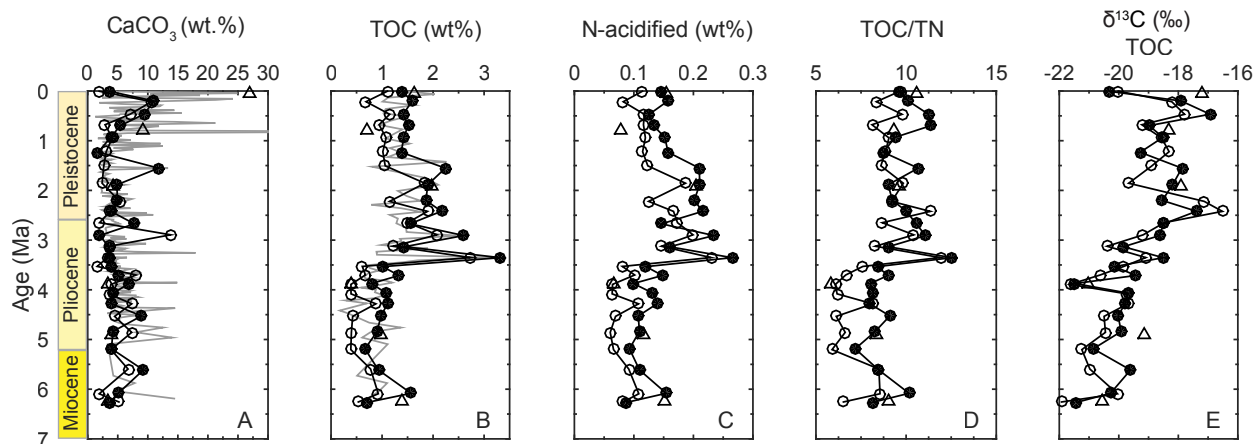 CaCO₃ (wt.%)
TOC (wt%)
N-acidified (wt%)
TOC/TN
δ¹³C (‰)
TOC
0 5 10 15 20 25 30
0 1 2 3
0 0.1 0.2 0.3
5 10 15
-22 -20 -18 -16
Age (Ma)
0
1
2
3
4
5
6
7
Pleistocene
Pliocene
Miocene
A
B
C
D
E